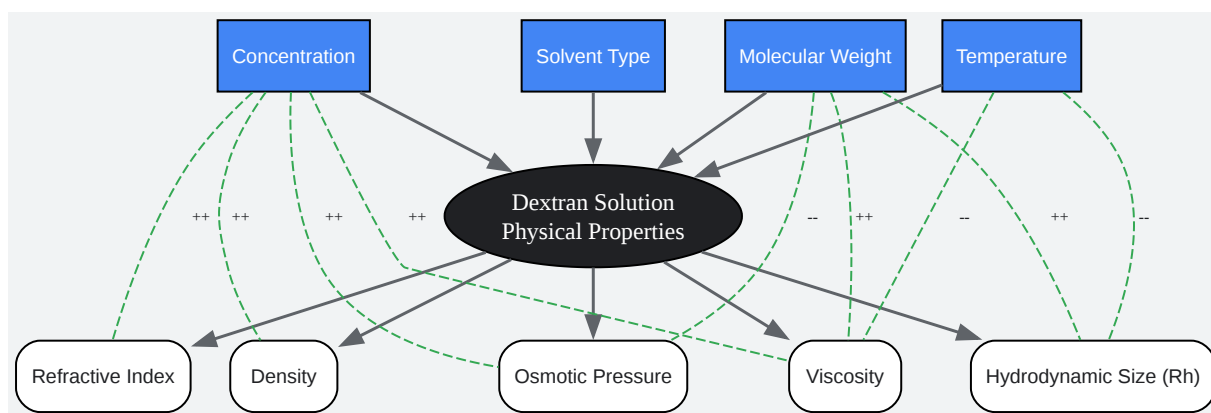 Concentration
Solvent Type
Molecular Weight
Temperature
Dextran Solution
Physical Properties
++
++
++
++
--
++
--
++
--
Refractive Index
Density
Osmotic Pressure
Viscosity
Hydrodynamic Size (Rh)